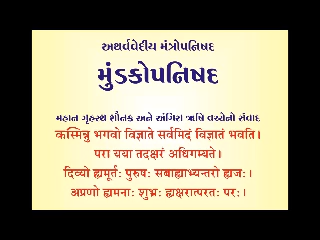 અથર્વવેદીય મંત્રોપનિષદ
મુંડકોપનિષદ
મહાન ગૃહસ્થ શૌનક અને અંગિરા ઋષિ વચ્ચેનો સંવાદ
कस्मिन्नु भगवो विज्ञाते सर्वमिदं विज्ञातं भवति।
परा यया तदक्षरं अधिगम्यते।
दिव्यो ह्यमूर्तः पुरुषः सबाह्याभ्यन्तरो ह्यजः।
अप्रणो ह्यमनाः शुभ्रः ह्यक्षरात्परतः परः।